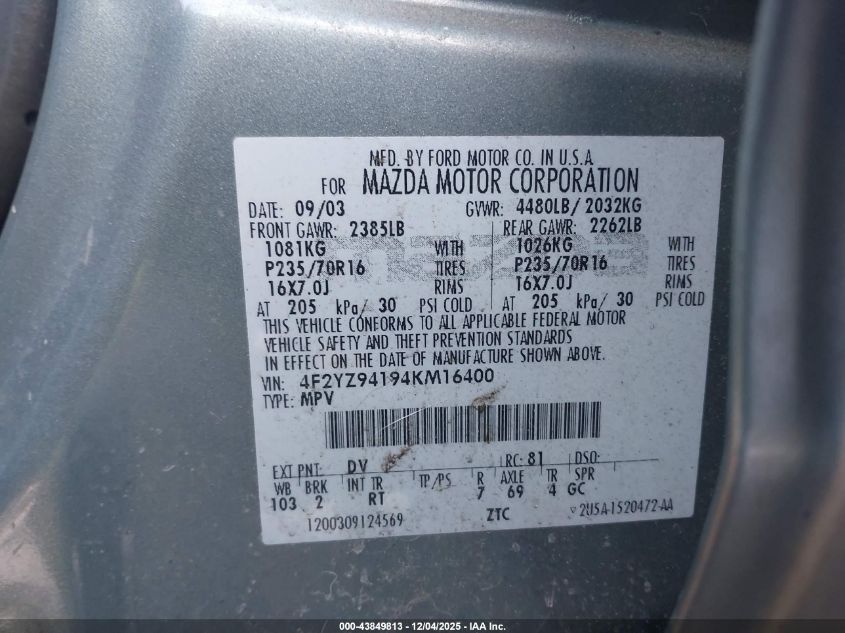 MFD. BY FORD MOTOR CO. IN U.S.A.
FOR MAZDA MOTOR CORPORATION
DATE: 09/03 GVWR: 4480LB/ 2032KG
FRONT GAWR: 2385LB REAR GAWR: 2262LB
1081KG WITH 1026KG WITH
P235/70R16 TIRES P235/70R16 TIRES
16X7.0J RIMS 16X7.0J RIMS
AT 205 kPa/ 30 PSI COLD AT 205 kPa/ 30 PSI COLD
THIS VEHICLE CONFORMS TO ALL APPLICABLE FEDERAL MOTOR
VEHICLE SAFETY AND THEFT PREVENTION STANDARDS
IN EFFECT ON THE DATE OF MANUFACTURE SHOWN ABOVE.
VIN: 4F2YZ94194KM16400
TYPE: MPV
EXT PNT: DV RC: 81 DSO:
WB BRK INT TR TP/PS R AXLE TR SPR
103 2 RT 7 69 4 GC
1200309124569 ZTC 2U5A-1520472-AA
000-43849813 - 12/04/2025 - IAA Inc.